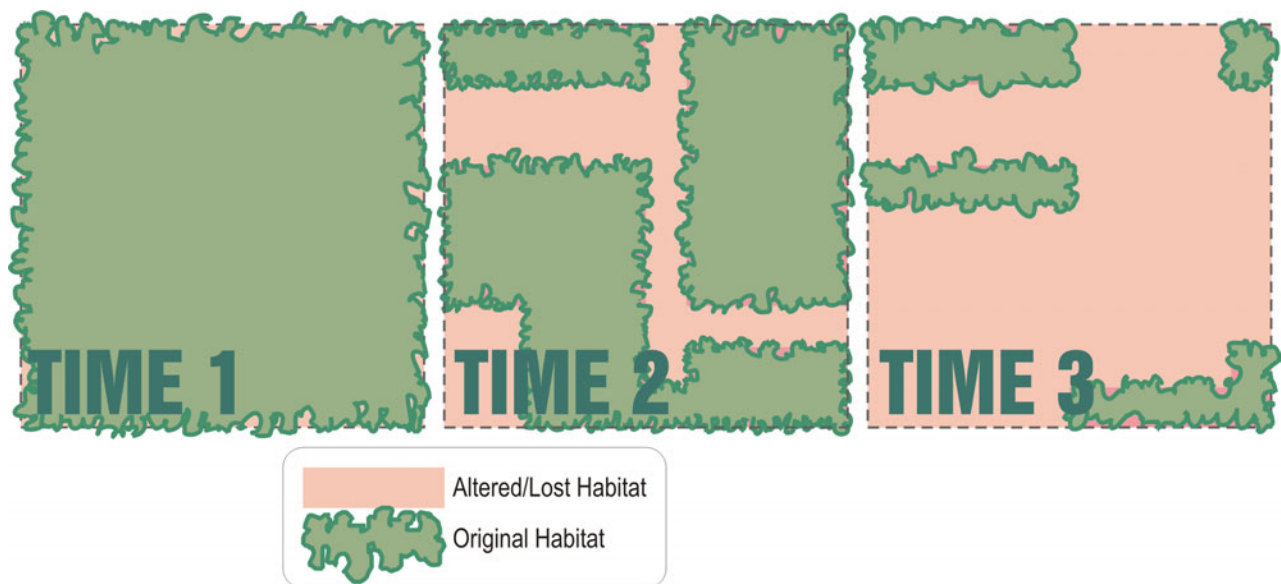 TIME 1
TIME 2
TIME 3
Altered/Lost Habitat
Original Habitat